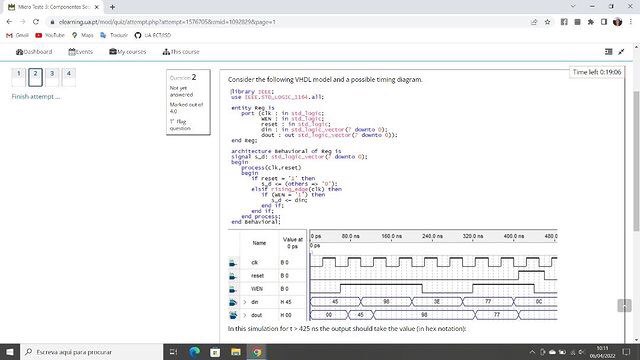 Micro Teste 3: Componentes Se
elearning.ua.pt/mod/quiz/attempt.php?attempt=1576705&cmid=1092829&page=1
Gmail YouTube Maps Traduzir UA ECT/ISD
Dashboard Events My courses This course
Time left 0:19:06
1 2 3 4
Finish attempt ...
Question 2
Not yet
answered
Marked out of
4.0
Flag
question
Consider the following VHDL model and a possible timing diagram.
library IEEE;
use IEEE.STD_LOGIC_1164.all;
entity Reg is
port (clk : in std_logic;
WEN : in std_logic;
reset : in std_logic;
din : in std_logic_vector(7 downto 0);
dout : out std_logic_vector(7 downto 0));
end Reg;
architecture Behavioral of Reg is
signal s_d: std_logic_vector(7 downto 0);
begin
process(clk,reset)
begin
if reset = '1' then
s_d <= (others => '0');
elsif rising_edge(clk) then
if (WEN = '1') then
s_d <= din;
end if;
end if;
end process;
end Behavioral;
Name Value at 0 ps
0 ps 80.0 ns 160.0 ns 240.0 ns 320.0 ns 400.0 ns 480.0
0 ps
clk B 0
reset B 0
WEN B 0
din H 45 45 98 3E 77 0C
dout H 00 00 45 98 77
In this simulation for t > 425 ns the output should take the value (in hex notation):
Escreva aqui para procurar
10:11
06/04/2022